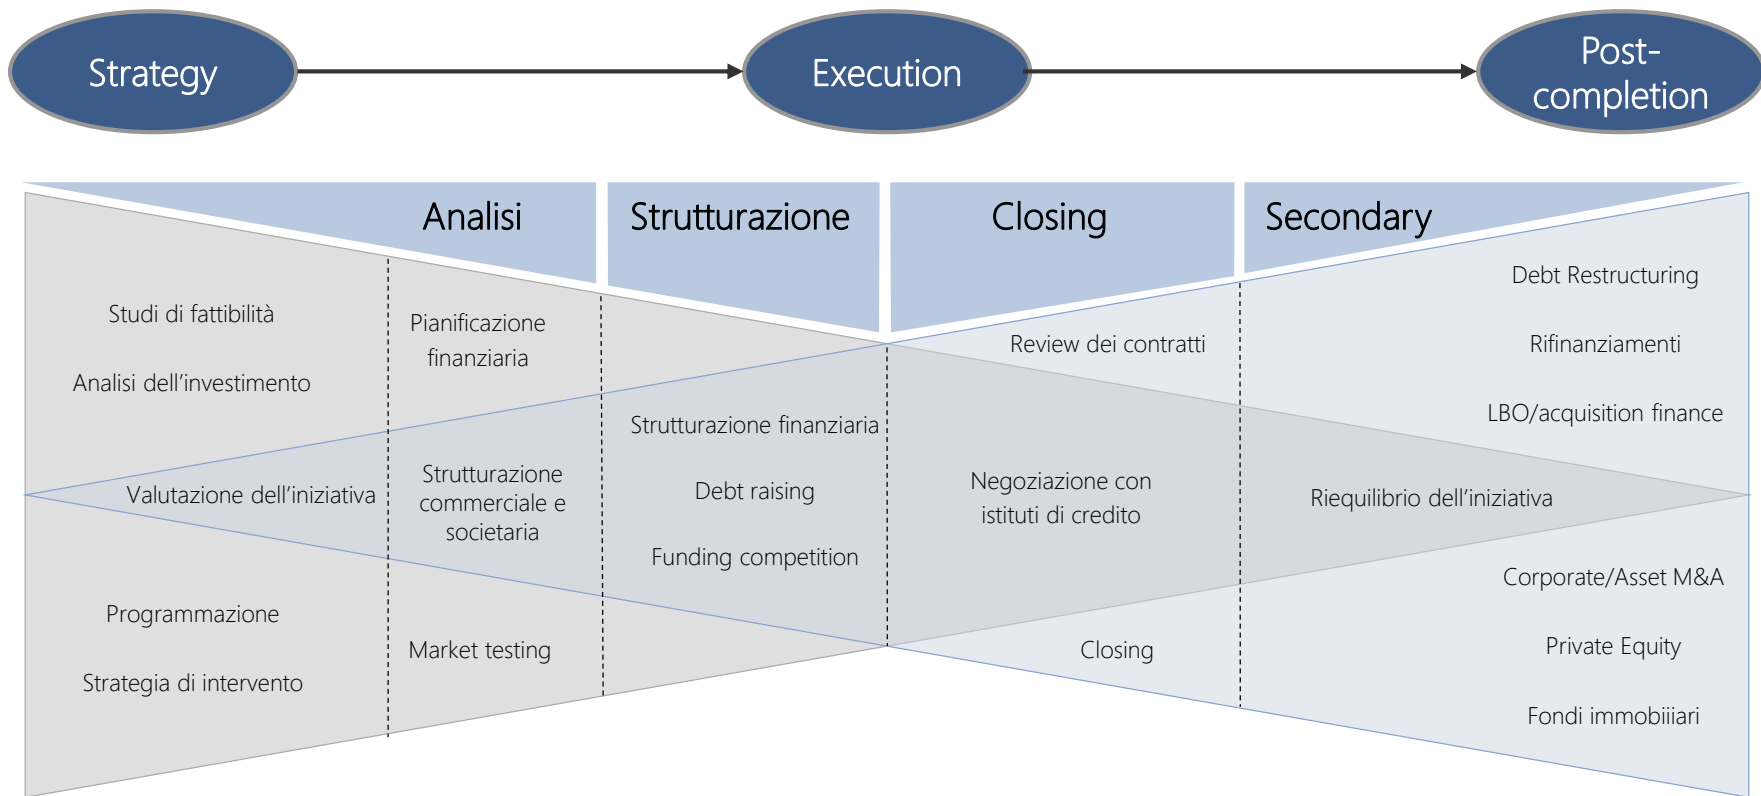 Strategy
Execution
Post-
completion
Analisi
Strutturazione
Closing
Secondary
Studi di fattibilità
Analisi dell’investimento
Valutazione dell’iniziativa
Programmazione
Strategia di intervento
Pianificazione
finanziaria
Strutturazione
commerciale e
societaria
Market testing
Strutturazione finanziaria
Debt raising
Funding competition
Review dei contratti
Negoziazione con
istituti di credito
Closing
Debt Restructuring
Rifinanziamenti
LBO/acquisition finance
Riequilibrio dell’iniziativa
Corporate/Asset M&A
Private Equity
Fondi immobiiiari